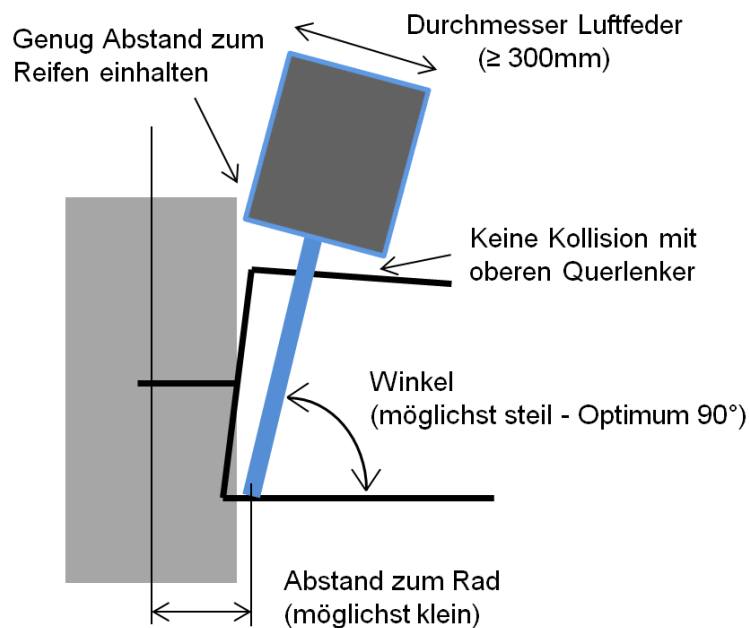 Genug Abstand zum
Reifen einhalten
Durchmesser Luftfeder
(≥ 300mm)
Keine Kollision mit
oberen Querlenker
Winkel
(möglichst steil - Optimum 90°)
Abstand zum Rad
(möglichst klein)